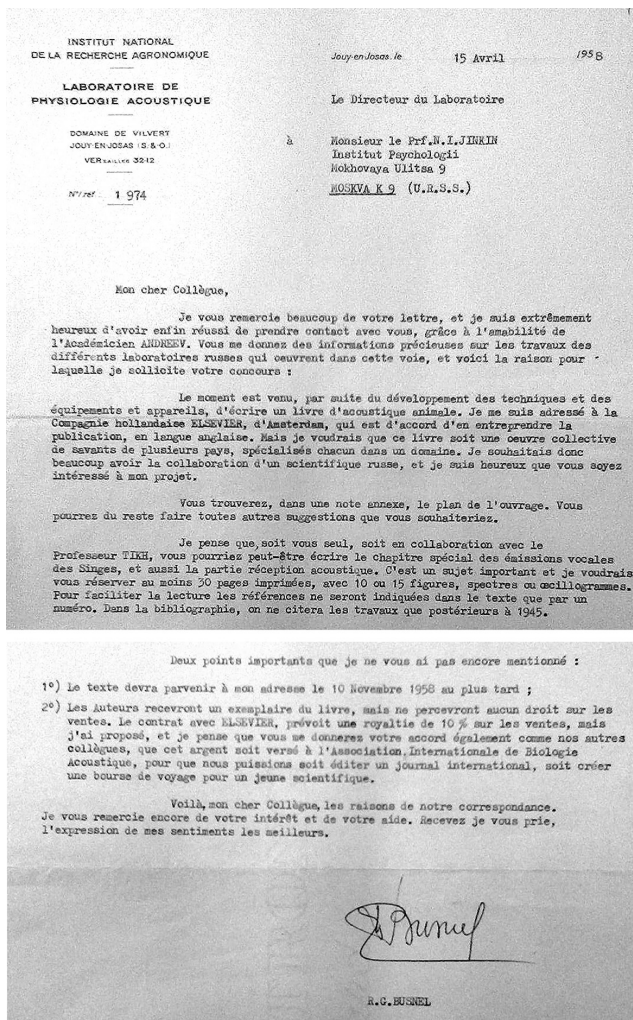 INSTITUT NATIONAL
DE LA RECHERCHE AGRONOMIQUE
LABORATOIRE DE
PHYSIOLOGIE ACOUSTIQUE
DOMAINE DE VILVERT
JOUY-EN-JOSAS (S.&O.)
VERSAILLES 32-12
N°/réf. 1 974
Jouy-en-Josas, le 15 Avril 1958
Le Directeur du Laboratoire
à Monsieur le Prf.N.I.JINKIN
Institut Psychologii
Mokhovaya Ulitsa 9
MOSKVA K 9 (U.R.S.S.)
Mon cher Collègue,
Je vous remercie beaucoup de votre lettre, et je suis extrêmement
heureux d'avoir enfin réussi de prendre contact avec vous, grâce à l'amabilité de
l'Académicien ANDREEV. Vous me donnez des informations précieuses sur les travaux des
différents laboratoires russes qui oeuvrent dans cette voie, et voici la raison pour
laquelle je sollicite votre concours :
Le moment est venu, par suite du développement des techniques et des
équipements et appareils, d'écrire un livre d'acoustique animale. Je me suis adressé à la
Compagnie hollandaise ELSEVIER, d'Amsterdam, qui est d'accord d'en entreprendre la
publication, en langue anglaise. Mais je voudrais que ce livre soit une oeuvre collective
de savants de plusieurs pays, spécialisés chacun dans un domaine. Je souhaitais donc
beaucoup avoir la collaboration d'un scientifique russe, et je suis heureux que vous soyez
intéressé à mon projet.
Vous trouverez, dans une note annexe, le plan de l'ouvrage. Vous
pourrez du reste faire toutes autres suggestions que vous souhaiteriez.
Je pense que,soit vous seul, soit en collaboration avec le
Professeur TIKH, vous pourriez peut-être écrire le chapitre spécial des émissions vocales
des Singes, et aussi la partie réception acoustique. C'est un sujet important et je voudrais
vous réserver au moins 30 pages imprimées, avec 10 ou 15 figures, spectres ou oscillogrammes.
Pour faciliter la lecture les références ne seront indiquées dans le texte que par un
numéro. Dans la bibliographie, on ne citera les travaux que postérieurs à 1945.
Deux points importants que je ne vous ai pas encore mentionné :
1°) Le texte devra parvenir à mon adresse le 10 Novembre 1958 au plus tard ;
2°) Les Auteurs recevront un exemplaire du livre, mais ne percevront aucun droit sur les
ventes. Le contrat avec ELSEVIER, prévoit une royaltie de 10 % sur les ventes, mais
j'ai proposé, et je pense que vous me donnerez votre accord également comme nos autres
collègues, que cet argent soit versé à l'Association Internationale de Biologie
Acoustique, pour que nous puissions soit éditer un journal international, soit créer
une bourse de voyage pour un jeune scientifique.
Voilà, mon cher Collègue, les raisons de notre correspondance.
Je vous remercie encore de votre intérêt et de votre aide. Recevez je vous prie,
l'expression de mes sentiments les meilleurs.
Busnel
R.G.BUSNEL